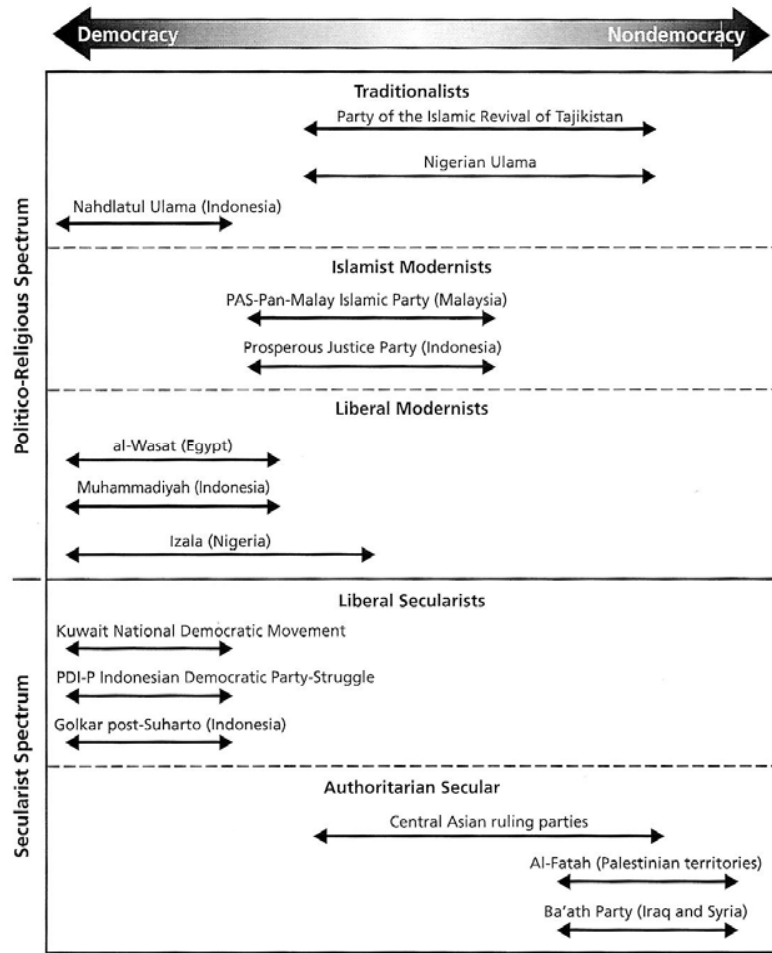 Democracy
Nondemocracy
Politico-Religious Spectrum
Traditionalists
Party of the Islamic Revival of Tajikistan
Nigerian Ulama
Nahdlatul Ulama (Indonesia)
Islamist Modernists
PAS-Pan-Malay Islamic Party (Malaysia)
Prosperous Justice Party (Indonesia)
Liberal Modernists
al-Wasat (Egypt)
Muhammadiyah (Indonesia)
Izala (Nigeria)
Secularist Spectrum
Liberal Secularists
Kuwait National Democratic Movement
PDI-P Indonesian Democratic Party-Struggle
Golkar post-Suharto (Indonesia)
Authoritarian Secular
Central Asian ruling parties
Al-Fatah (Palestinian territories)
Ba'ath Party (Iraq and Syria)